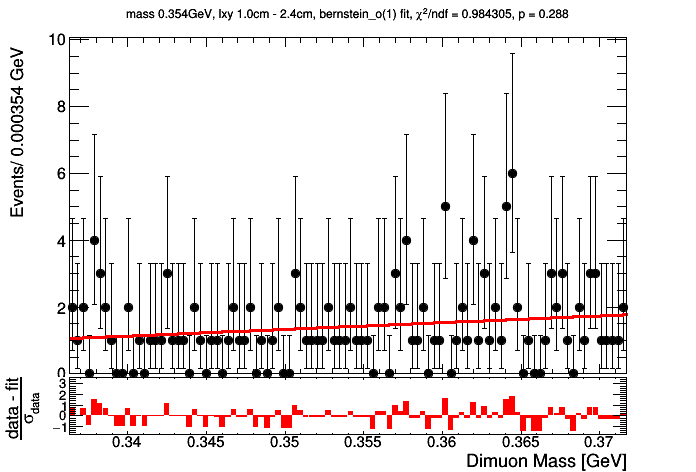 mass 0.354GeV, lxy 1.0cm - 2.4cm, bernstein_o(1) fit, χ²/ndf = 0.984305, p = 0.288
Events/ 0.000354 GeV
10
8
6
4
2
0
data - fit
σdata
3
2
1
0
−1
0.34 0.345 0.35 0.355 0.36 0.365 0.37
Dimuon Mass [GeV]